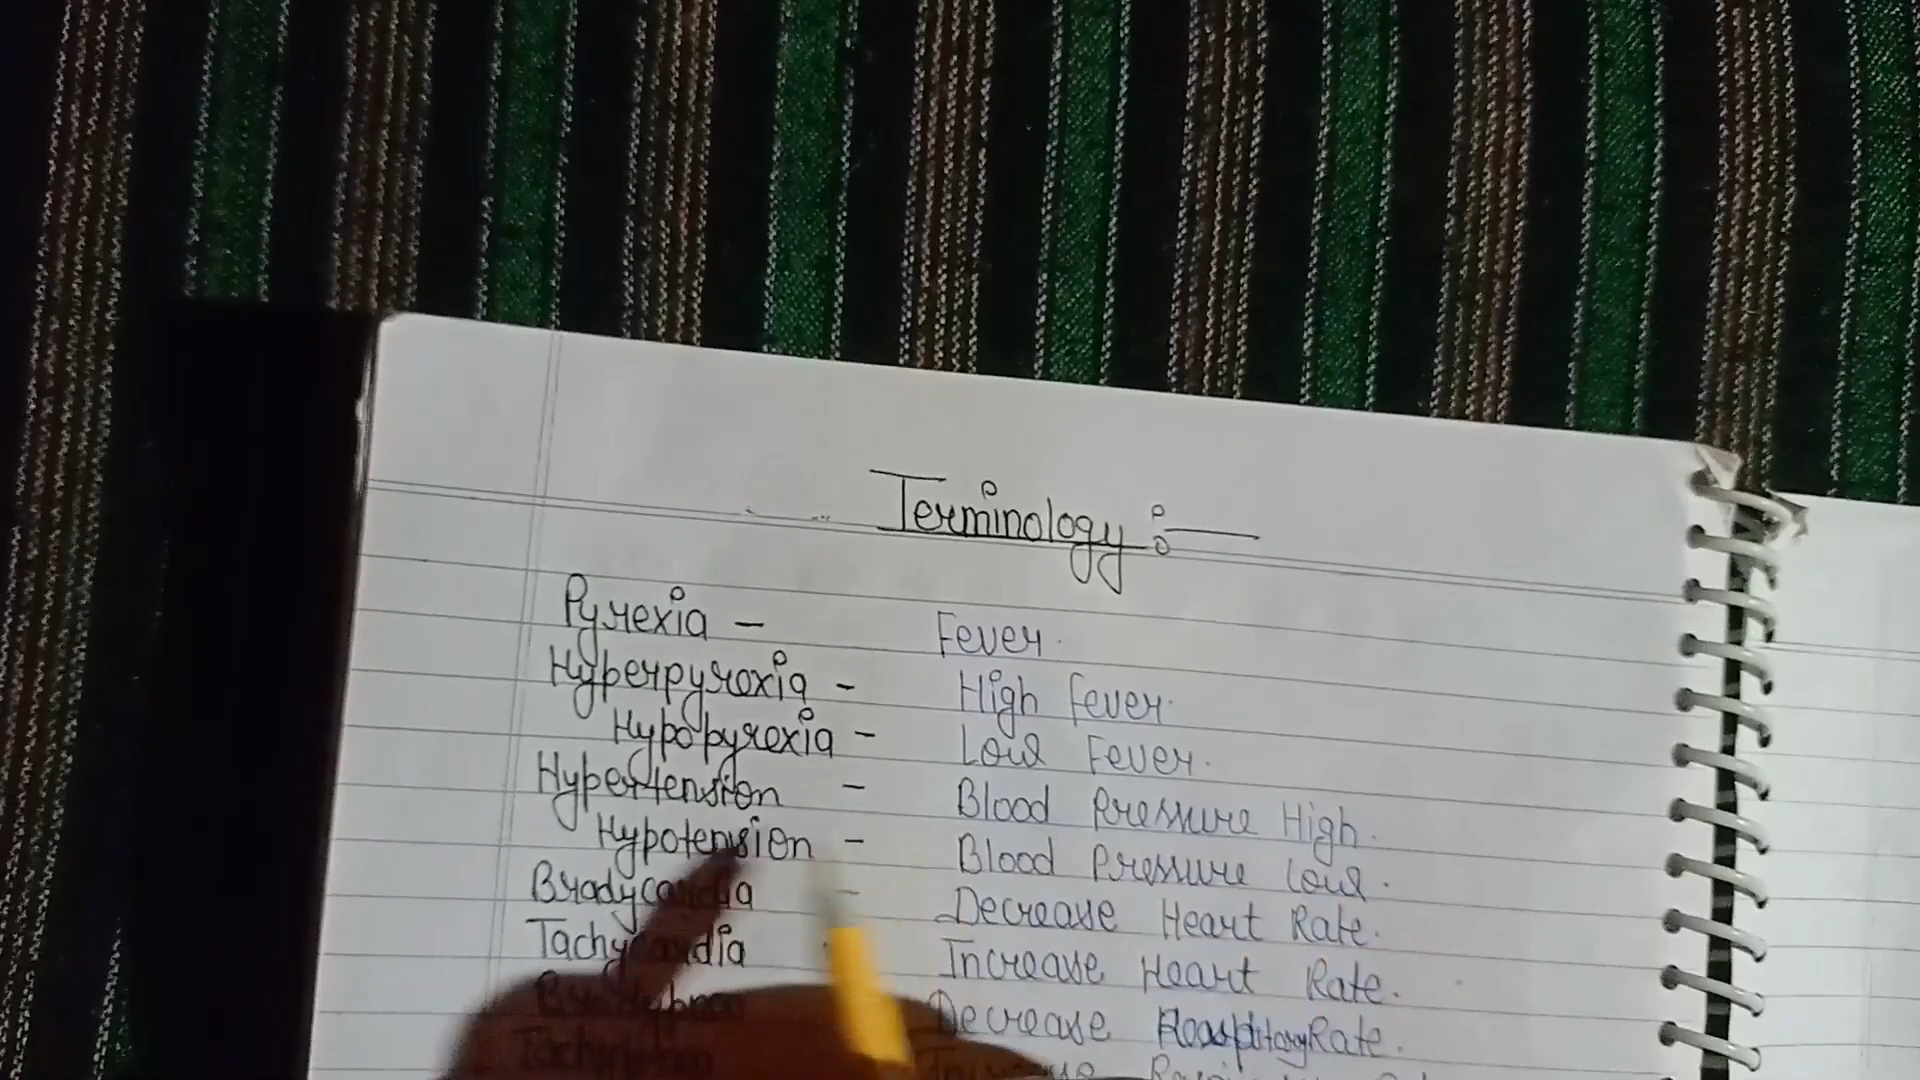 Terminology :-
Pyrexia - Fever.
Hyperpyrexia - High Fever.
Hypopyrexia - Low Fever.
Hypertension - Blood Pressure High.
Hypotension - Blood Pressure Low.
Bradycardia - Decrease Heart Rate.
Tachycardia Increase Heart Rate.
Decrease Rate.